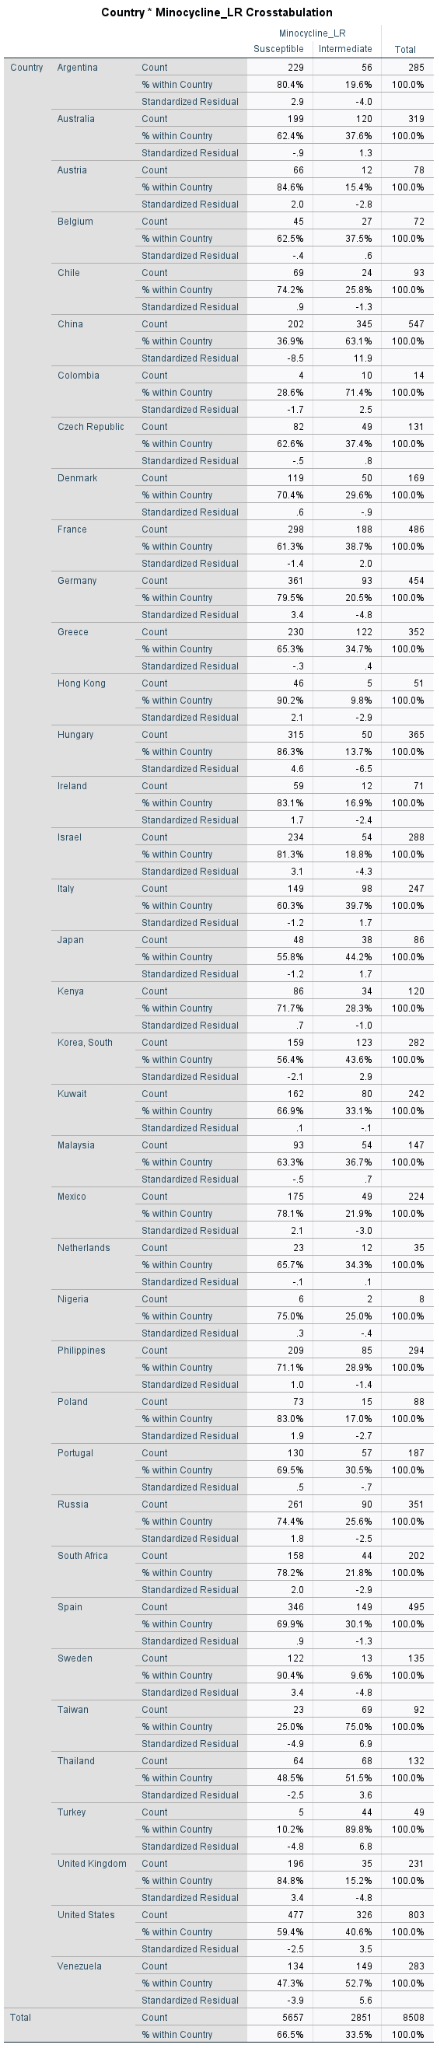 Country * Minocycline_LR Crosstabulation
Minocycline_LR
Susceptible Intermediate Total
Country Argentina Count 229 56 285
% within Country 80.4% 19.6% 100.0%
Standardized Residual 2.9 -4.0
Australia Count 199 120 319
% within Country 62.4% 37.6% 100.0%
Standardized Residual -.9 1.3
Austria Count 66 12 78
% within Country 84.6% 15.4% 100.0%
Standardized Residual 2.0 -2.8
Belgium Count 45 27 72
% within Country 62.5% 37.5% 100.0%
Standardized Residual -.4 .6
Chile Count 69 24 93
% within Country 74.2% 25.8% 100.0%
Standardized Residual .9 -1.3
China Count 202 345 547
% within Country 36.9% 63.1% 100.0%
Standardized Residual -8.5 11.9
Colombia Count 4 10 14
% within Country 28.6% 71.4% 100.0%
Standardized Residual -1.7 2.5
Czech Republic Count 82 49 131
% within Country 62.6% 37.4% 100.0%
Standardized Residual -.5 .8
Denmark Count 119 50 169
% within Country 70.4% 29.6% 100.0%
Standardized Residual .6 -.9
France Count 298 188 486
% within Country 61.3% 38.7% 100.0%
Standardized Residual -1.4 2.0
Germany Count 361 93 454
% within Country 79.5% 20.5% 100.0%
Standardized Residual 3.4 -4.8
Greece Count 230 122 352
% within Country 65.3% 34.7% 100.0%
Standardized Residual -.3 .4
Hong Kong Count 46 5 51
% within Country 90.2% 9.8% 100.0%
Standardized Residual 2.1 -2.9
Hungary Count 315 50 365
% within Country 86.3% 13.7% 100.0%
Standardized Residual 4.6 -6.5
Ireland Count 59 12 71
% within Country 83.1% 16.9% 100.0%
Standardized Residual 1.7 -2.4
Israel Count 234 54 288
% within Country 81.3% 18.8% 100.0%
Standardized Residual 3.1 -4.3
Italy Count 149 98 247
% within Country 60.3% 39.7% 100.0%
Standardized Residual -1.2 1.7
Japan Count 48 38 86
% within Country 55.8% 44.2% 100.0%
Standardized Residual -1.2 1.7
Kenya Count 86 34 120
% within Country 71.7% 28.3% 100.0%
Standardized Residual .7 -1.0
Korea, South Count 159 123 282
% within Country 56.4% 43.6% 100.0%
Standardized Residual -2.1 2.9
Kuwait Count 162 80 242
% within Country 66.9% 33.1% 100.0%
Standardized Residual .1 -.1
Malaysia Count 93 54 147
% within Country 63.3% 36.7% 100.0%
Standardized Residual -.5 .7
Mexico Count 175 49 224
% within Country 78.1% 21.9% 100.0%
Standardized Residual 2.1 -3.0
Netherlands Count 23 12 35
% within Country 65.7% 34.3% 100.0%
Standardized Residual -.1 .1
Nigeria Count 6 2 8
% within Country 75.0% 25.0% 100.0%
Standardized Residual .3 -.4
Philippines Count 209 85 294
% within Country 71.1% 28.9% 100.0%
Standardized Residual 1.0 -1.4
Poland Count 73 15 88
% within Country 83.0% 17.0% 100.0%
Standardized Residual 1.9 -2.7
Portugal Count 130 57 187
% within Country 69.5% 30.5% 100.0%
Standardized Residual .5 -.7
Russia Count 261 90 351
% within Country 74.4% 25.6% 100.0%
Standardized Residual 1.8 -2.5
South Africa Count 158 44 202
% within Country 78.2% 21.8% 100.0%
Standardized Residual 2.0 -2.9
Spain Count 346 149 495
% within Country 69.9% 30.1% 100.0%
Standardized Residual .9 -1.3
Sweden Count 122 13 135
% within Country 90.4% 9.6% 100.0%
Standardized Residual 3.4 -4.8
Taiwan Count 23 69 92
% within Country 25.0% 75.0% 100.0%
Standardized Residual -4.9 6.9
Thailand Count 64 68 132
% within Country 48.5% 51.5% 100.0%
Standardized Residual -2.5 3.6
Turkey Count 5 44 49
% within Country 10.2% 89.8% 100.0%
Standardized Residual -4.8 6.8
United Kingdom Count 196 35 231
% within Country 84.8% 15.2% 100.0%
Standardized Residual 3.4 -4.8
United States Count 477 326 803
% within Country 59.4% 40.6% 100.0%
Standardized Residual -2.5 3.5
Venezuela Count 134 149 283
% within Country 47.3% 52.7% 100.0%
Standardized Residual -3.9 5.6
Total Count 5657 2851 8508
% within Country 66.5% 33.5% 100.0%